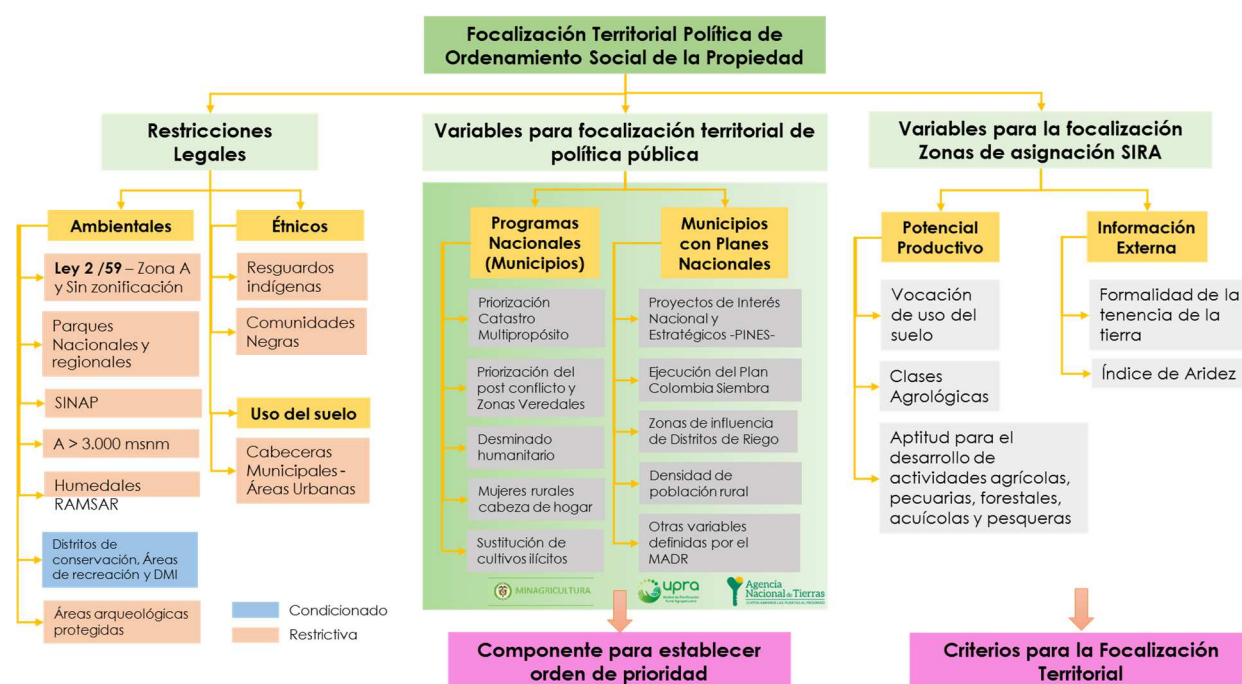 Focalización Territorial Política de
Ordenamiento Social de la Propiedad
Restricciones
Legales
Ambientales
Ley 2 /59 – Zona A
y Sin zonificación
Parques
Nacionales y
regionales
SINAP
A > 3.000 msnm
Humedales
RAMSAR
Distritos de
conservación, Áreas
de recreación y DMI
Áreas arqueológicas
protegidas
Étnicos
Resguardos
indígenas
Comunidades
Negras
Uso del suelo
Cabeceras
Municipales -
Áreas Urbanas
Condicionado
Restrictiva
Variables para focalización territorial de
política pública
Programas
Nacionales
(Municipios)
Priorización
Catastro
Multipropósito
Priorización del
post conflicto y
Zonas Veredales
Desminado
humanitario
Mujeres rurales
cabeza de hogar
Sustitución de
cultivos ilícitos
Municipios
con Planes
Nacionales
Proyectos de Interés
Nacional y
Estratégicos -PINES-
Ejecución del Plan
Colombia Siembra
Zonas de influencia
de Distritos de Riego
Densidad de
población rural
Otras variables
definidas por el
MADR
MINAGRICULTURA
upra
Agencia
Nacional de Tierras
Componente para establecer
orden de prioridad
Variables para la focalización
Zonas de asignación SIRA
Potencial
Productivo
Vocación
de uso del
suelo
Clases
Agrológicas
Aptitud para el
desarrollo de
actividades agrícolas,
pecuarias, forestales,
acuícolas y pesqueras
Información
Externa
Formalidad de la
tenencia de la
tierra
Índice de Aridez
Criterios para la Focalización
Territorial